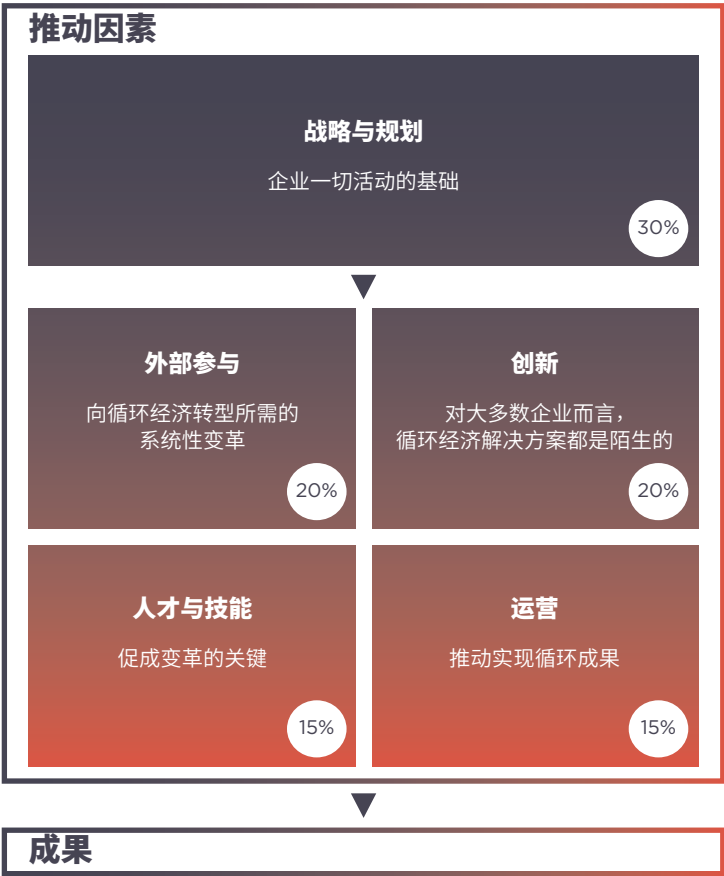 推动因素
战略与规划
企业一切活动的基础
30%
外部参与
向循环经济转型所需的
系统性变革
20%
创新
对大多数企业而言，
循环经济解决方案都是陌生的
20%
人才与技能
促成变革的关键
15%
运营
推动实现循环成果
15%
成果